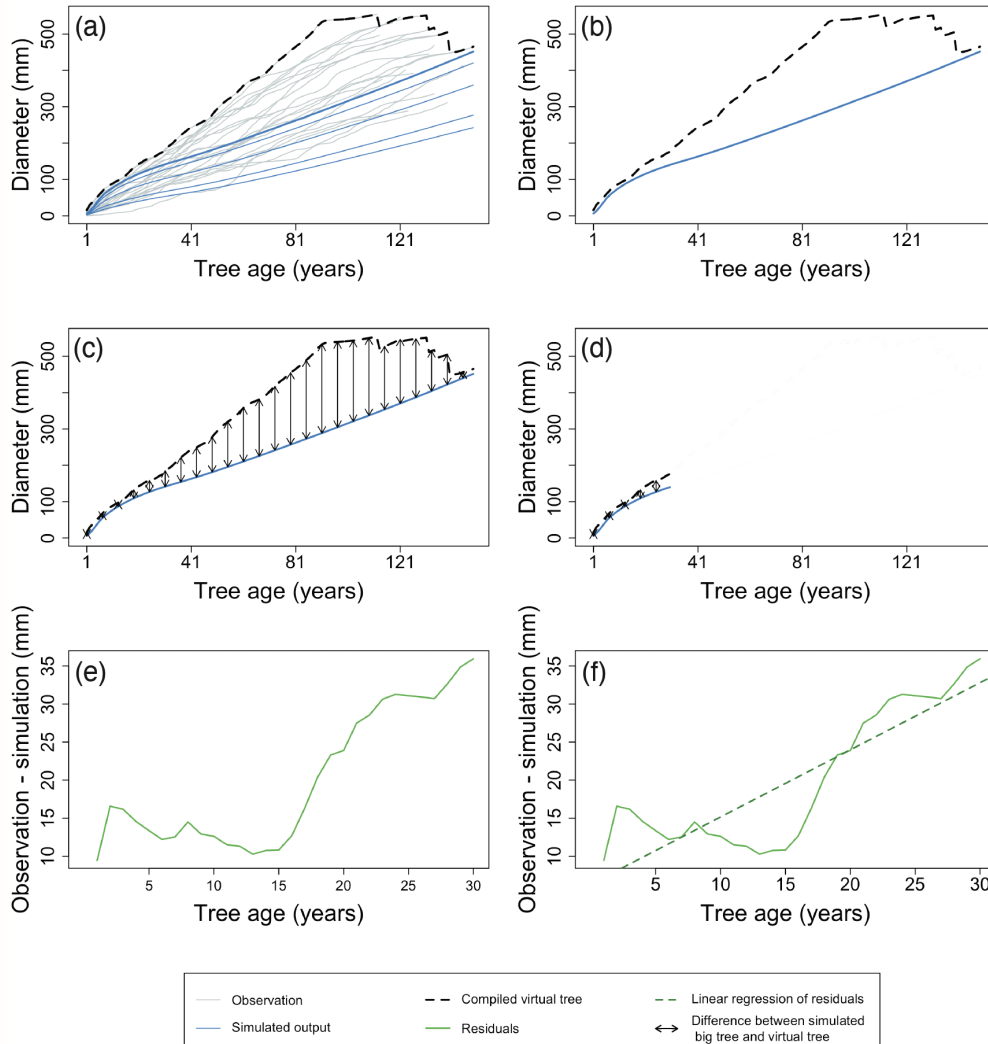 (a)
Diameter (mm)
0 100 300 500
1 41 81 121
Tree age (years)
(b)
Diameter (mm)
0 100 300 500
1 41 81 121
Tree age (years)
(c)
Diameter (mm)
0 100 300 500
1 41 81 121
Tree age (years)
(d)
Diameter (mm)
0 100 300 500
1 41 81 121
Tree age (years)
(e)
Observation - simulation (mm)
10 15 20 25 30 35
5 10 15 20 25 30
Tree age (years)
(f)
Observation - simulation (mm)
10 15 20 25 30 35
5 10 15 20 25 30
Tree age (years)
Observation
Compiled virtual tree
Linear regression of residuals
Simulated output
Residuals
Difference between simulated
big tree and virtual tree